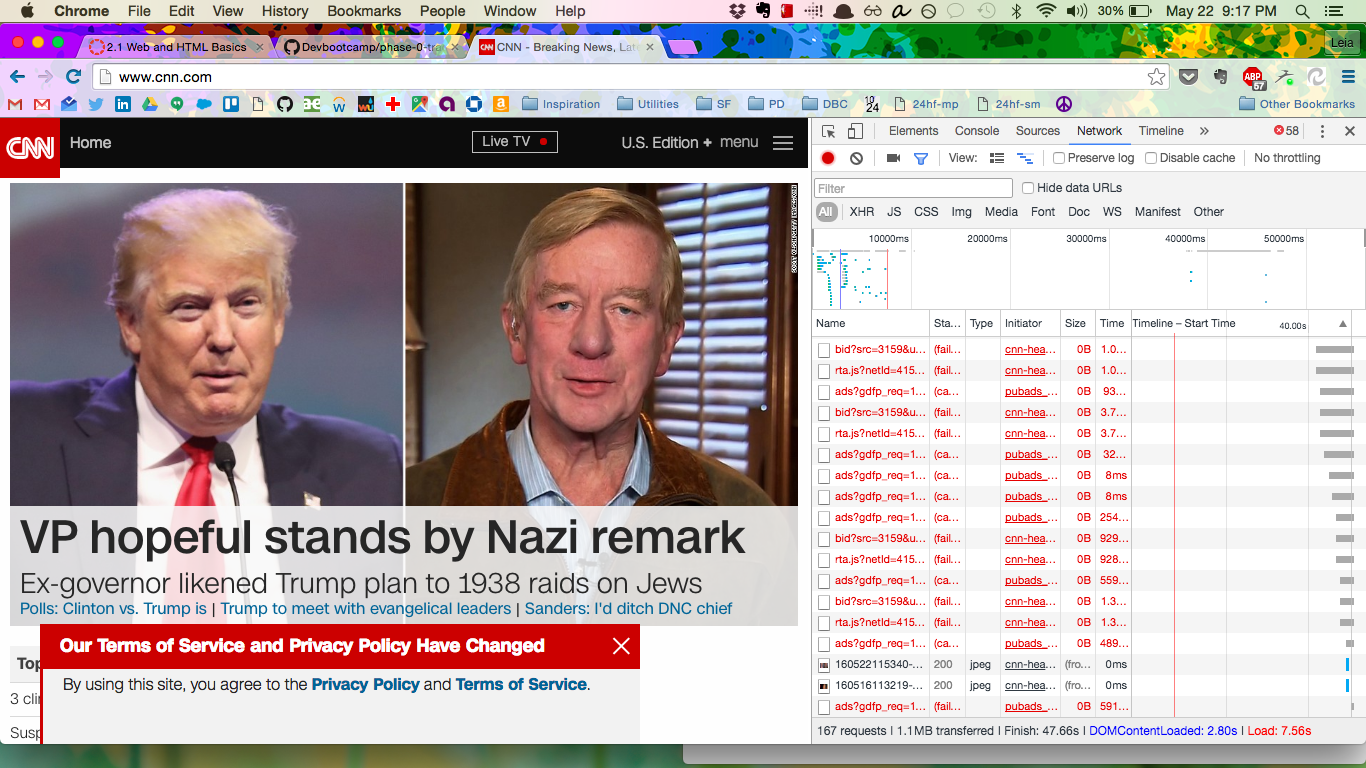 Chrome File Edit View History Bookmarks People Window Help 30% May 22 9:17 PM
2.1 Web and HTML Basics Devbootcamp/phase-0-tra CNN - Breaking News, Late Leia
www.cnn.com ABP 57
Inspiration Utilities SF PD DBC 10 24 24hf-mp 24hf-sm Other Bookmarks
CNN Home Live TV U.S. Edition + menu
VP hopeful stands by Nazi remark
Ex-governor likened Trump plan to 1938 raids on Jews
Polls: Clinton vs. Trump is | Trump to meet with evangelical leaders | Sanders: I'd ditch DNC chief
Our Terms of Service and Privacy Policy Have Changed
By using this site, you agree to the Privacy Policy and Terms of Service.
Top
3 cli
Susp
Elements Console Sources Network Timeline » 58
View: Preserve log Disable cache No throttling
Filter Hide data URLs
All XHR JS CSS Img Media Font Doc WS Manifest Other
10000ms 20000ms 30000ms 40000ms 50000ms
Name Sta... Type Initiator Size Time Timeline – Start Time 40.00s
bid?src=3159&u... (fail... cnn-hea... 0B 1.0...
rta.js?netId=415... (fail... cnn-hea... 0B 1.0...
ads?gdfp_req=1... (ca... pubads_... 0B 93...
bid?src=3159&u... (fail... cnn-hea... 0B 3.7...
rta.js?netId=415... (fail... cnn-hea... 0B 3.7...
ads?gdfp_req=1... (ca... pubads_... 0B 32...
ads?gdfp_req=1... (ca... pubads_... 0B 8ms
ads?gdfp_req=1... (ca... pubads_... 0B 8ms
ads?gdfp_req=1... (ca... pubads_... 0B 254...
bid?src=3159&u... (fail... cnn-hea... 0B 929...
rta.js?netId=415... (fail... cnn-hea... 0B 928...
ads?gdfp_req=1... (ca... pubads_... 0B 559...
bid?src=3159&u... (fail... cnn-hea... 0B 1.3...
rta.js?netId=415... (fail... cnn-hea... 0B 1.3...
ads?gdfp_req=1... (ca... pubads_... 0B 489...
160522115340-... 200 jpeg cnn-hea... (fro... 0ms
160516113219-... 200 jpeg cnn-hea... (fro... 0ms
ads?gdfp_req=1... (fail... pubads_... 0B 591...
167 requests | 1.1MB transferred | Finish: 47.66s | DOMContentLoaded: 2.80s | Load: 7.56s